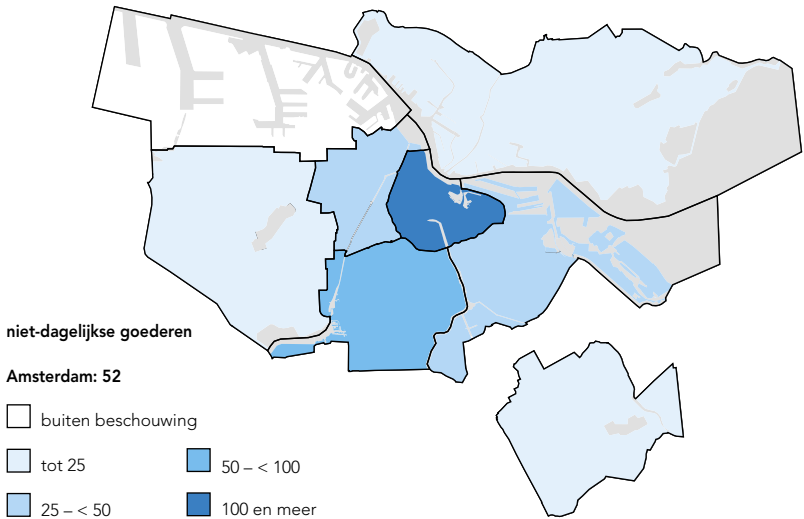 niet-dagelijkse goederen
Amsterdam: 52
buiten beschouwing
tot 25
25 – < 50
50 – < 100
100 en meer